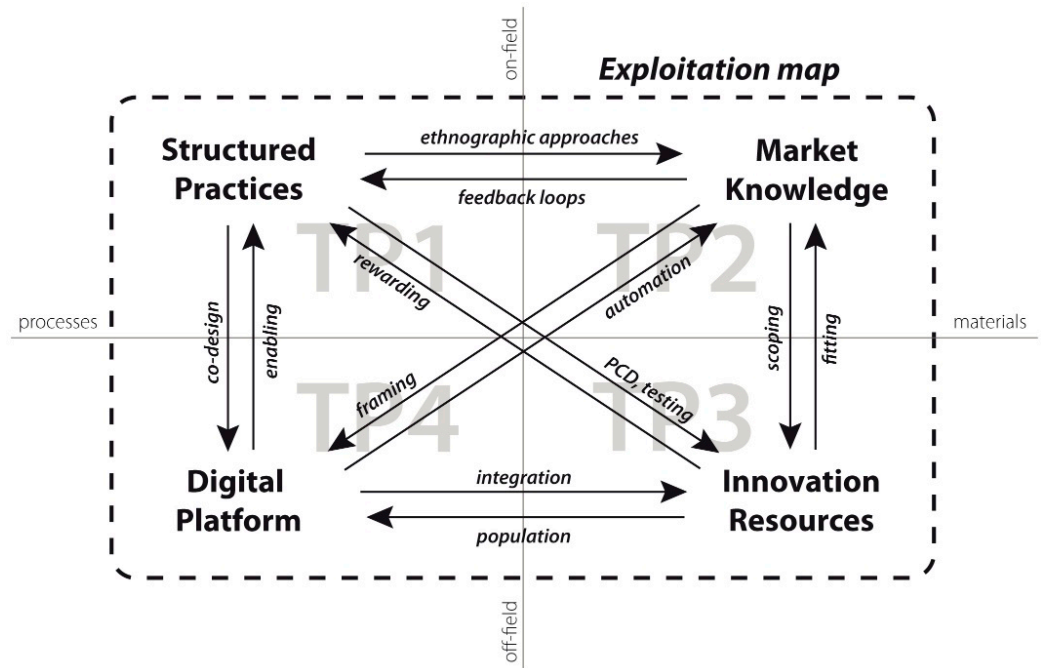 on-field
Exploitation map
Structured
Practices
ethnographic approaches
feedback loops
Market
Knowledge
TP1
TP2
rewarding
automation
processes
materials
co-design
enabling
scoping
fitting
framing
PCD, testing
TP4
TP3
Digital
Platform
integration
population
Innovation
Resources
off-field